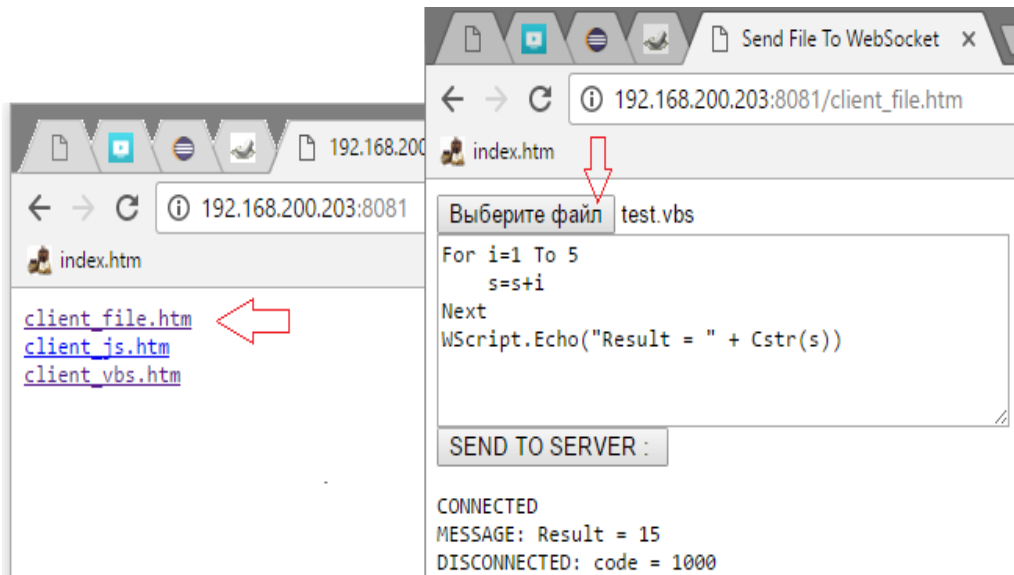 192.168.200
192.168.200.203:8081
index.htm
client_file.htm
client_js.htm
client_vbs.htm
Send File To WebSocket
192.168.200.203:8081/client_file.htm
index.htm
Выберите файл test.vbs
For i=1 To 5
s=s+i
Next
WScript.Echo("Result = " + Cstr(s))
SEND TO SERVER :
CONNECTED
MESSAGE: Result = 15
DISCONNECTED: code = 1000